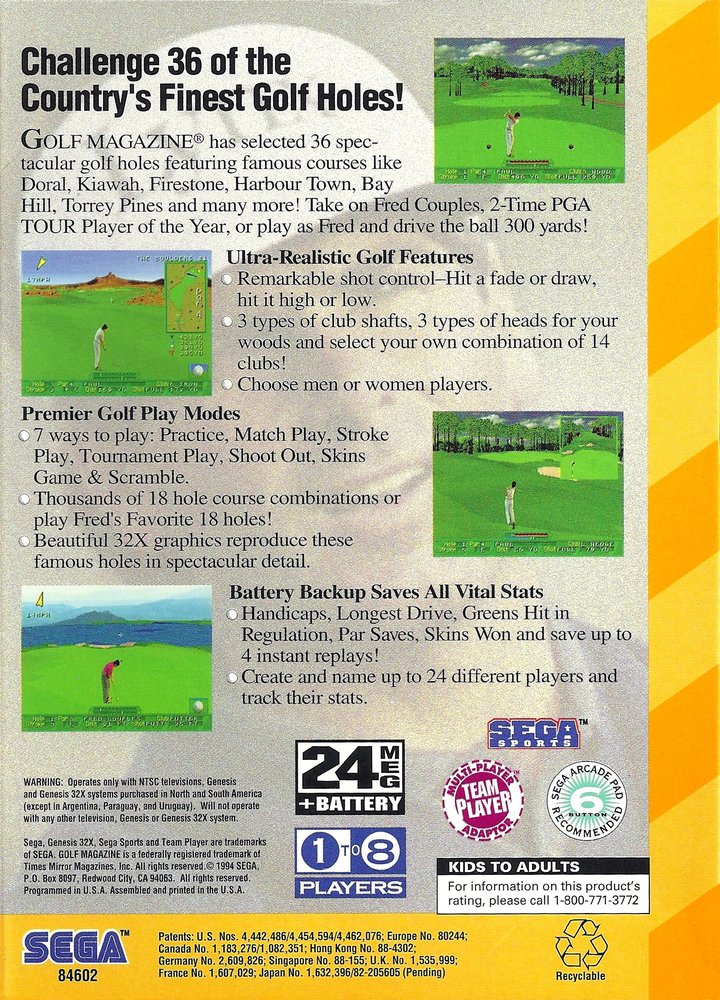 Challenge 36 of the
Country's Finest Golf Holes!
GOLF MAGAZINE® has selected 36 spec-
tacular golf holes featuring famous courses like
Doral, Kiawah, Firestone, Harbour Town, Bay
Hill, Torrey Pines and many more! Take on Fred Couples, 2-Time PGA
TOUR Player of the Year, or play as Fred and drive the ball 300 yards!
THE BOULDERS #1
17MPH
Ultra-Realistic Golf Features
Remarkable shot control–Hit a fade or draw,
hit it high or low.
3 types of club shafts, 3 types of heads for your
woods and select your own combination of 14
clubs!
Choose men or women players.
Premier Golf Play Modes
7 ways to play: Practice, Match Play, Stroke
Play, Tournament Play, Shoot Out, Skins
Game & Scramble.
Thousands of 18 hole course combinations or
play Fred's Favorite 18 holes!
Beautiful 32X graphics reproduce these
famous holes in spectacular detail.
14MPH
Battery Backup Saves All Vital Stats
Handicaps, Longest Drive, Greens Hit in
Regulation, Par Saves, Skins Won and save up to
4 instant replays!
Create and name up to 24 different players and
track their stats.
SEGA™
SPORTS
24 MEG
+BATTERY
MULTI-PLAYER
TEAM
PLAYER
ADAPTOR
SEGA ARCADE PAD
6
BUTTON
RECOMMENDED
1 TO 8
PLAYERS
WARNING: Operates only with NTSC televisions, Genesis
and Genesis 32X systems purchased in North and South America
(except in Argentina, Paraguay, and Uruguay). Will not operate
with any other television, Genesis or Genesis 32X system.
Sega, Genesis 32X, Sega Sports and Team Player are trademarks
of SEGA. GOLF MAGAZINE is a federally registered trademark of
Times Mirror Magazines, Inc. All rights reserved.© 1994 SEGA,
P.O. Box 8097, Redwood City, CA 94063. All rights reserved.
Programmed in U.S.A. Assembled and printed in the U.S.A.
KIDS TO ADULTS
For information on this product's
rating, please call 1-800-771-3772
SEGA™
84602
Patents: U.S. Nos. 4,442,486/4,454,594/4,462,076; Europe No. 80244;
Canada No. 1,183,276/1,082,351; Hong Kong No. 88-4302;
Germany No. 2,609,826; Singapore No. 88-155; U.K. No. 1,535,999;
France No. 1,607,029; Japan No. 1,632,396/82-205605 (Pending)
Recyclable